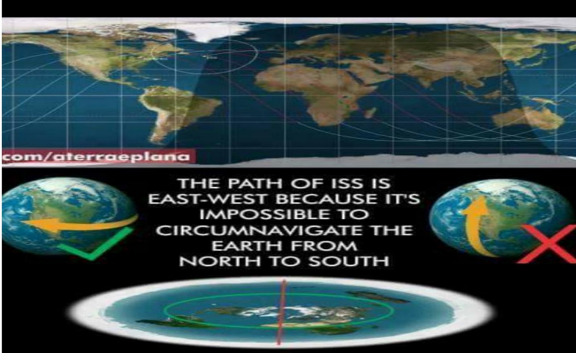 com/aterraeplana
THE PATH OF ISS IS
EAST-WEST BECAUSE IT'S
IMPOSSIBLE TO
CIRCUMNAVIGATE THE
EARTH FROM
NORTH TO SOUTH